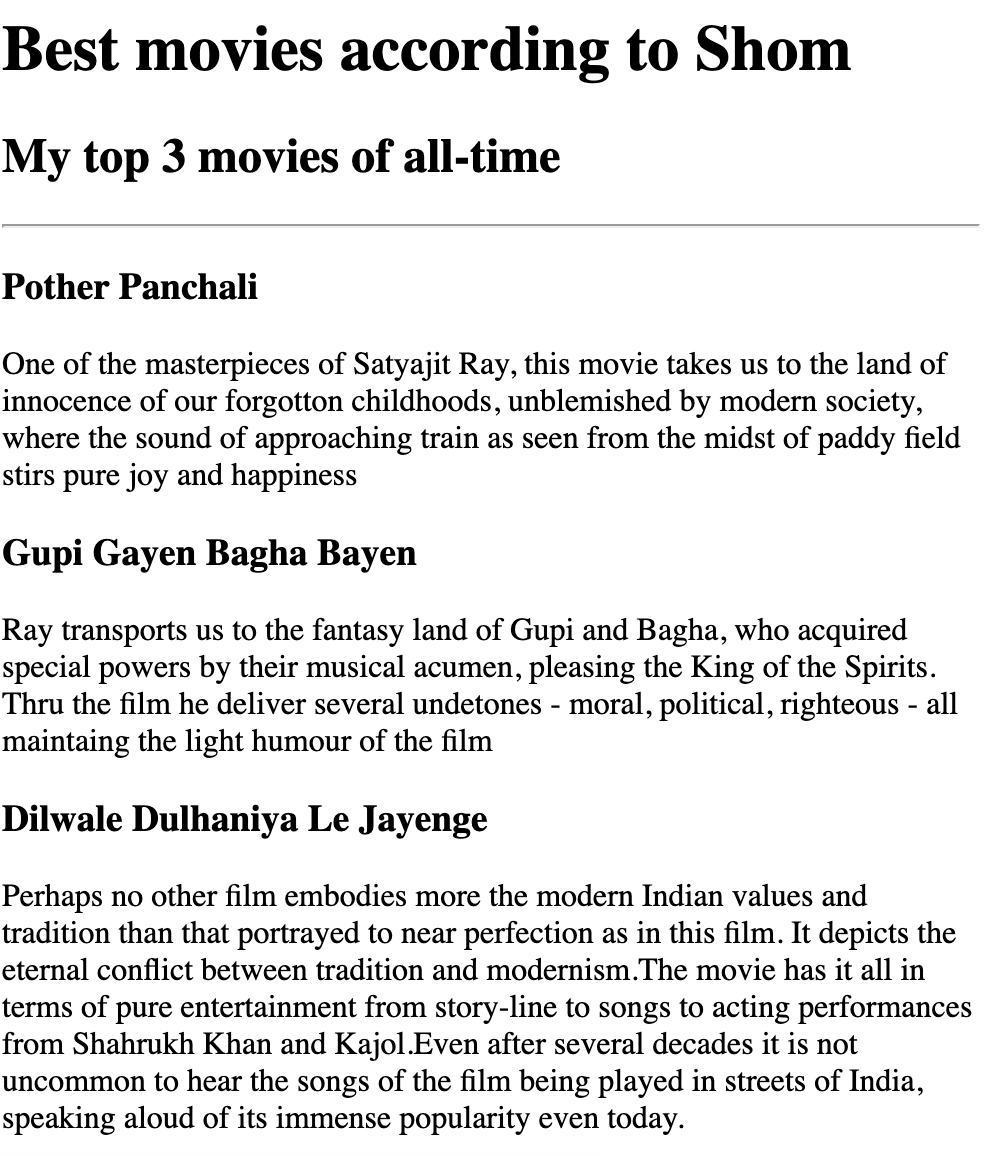 Best movies according to Shom
My top 3 movies of all-time
Pother Panchali
One of the masterpieces of Satyajit Ray, this movie takes us to the land of
innocence of our forgotton childhoods, unblemished by modern society,
where the sound of approaching train as seen from the midst of paddy field
stirs pure joy and happiness
Gupi Gayen Bagha Bayen
Ray transports us to the fantasy land of Gupi and Bagha, who acquired
special powers by their musical acumen, pleasing the King of the Spirits.
Thru the film he deliver several undetones - moral, political, righteous - all
maintaing the light humour of the film
Dilwale Dulhaniya Le Jayenge
Perhaps no other film embodies more the modern Indian values and
tradition than that portrayed to near perfection as in this film. It depicts the
eternal conflict between tradition and modernism.The movie has it all in
terms of pure entertainment from story-line to songs to acting performances
from Shahrukh Khan and Kajol.Even after several decades it is not
uncommon to hear the songs of the film being played in streets of India,
speaking aloud of its immense popularity even today.